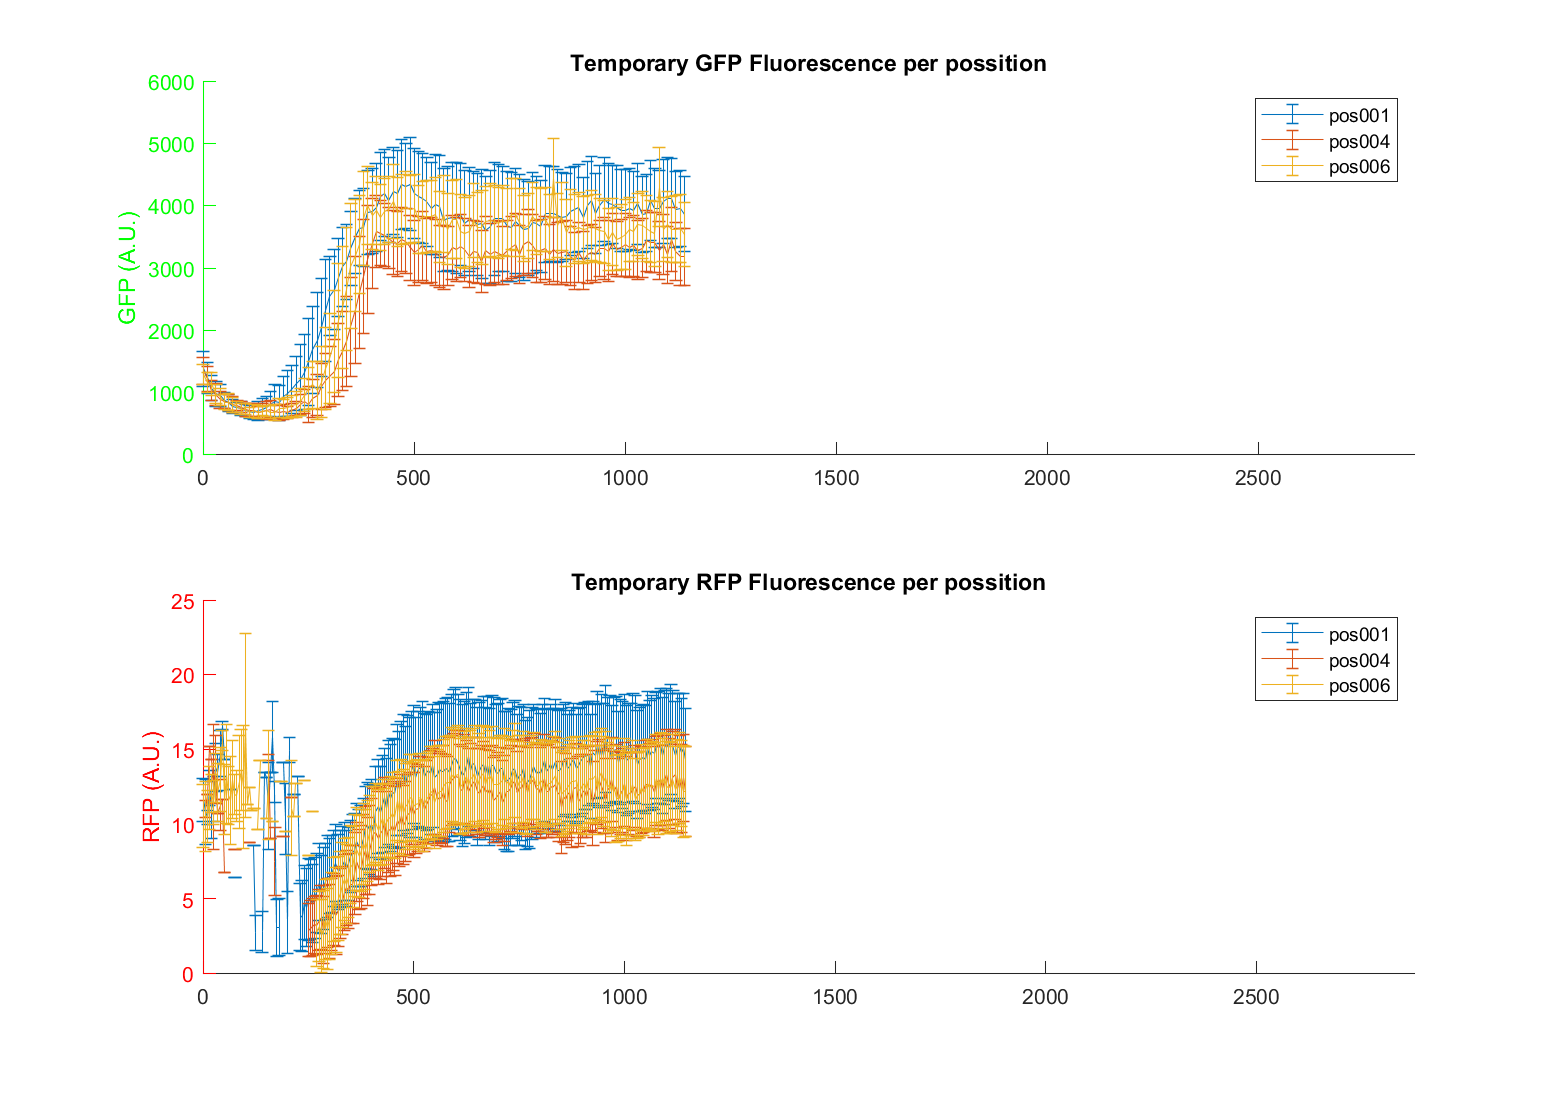 Temporary GFP Fluorescence per possition
6000
5000
4000
3000
2000
1000
0
GFP (A.U.)
0 500 1000 1500 2000 2500
pos001
pos004
pos006
Temporary RFP Fluorescence per possition
25
20
15
10
5
0
RFP (A.U.)
0 500 1000 1500 2000 2500
pos001
pos004
pos006